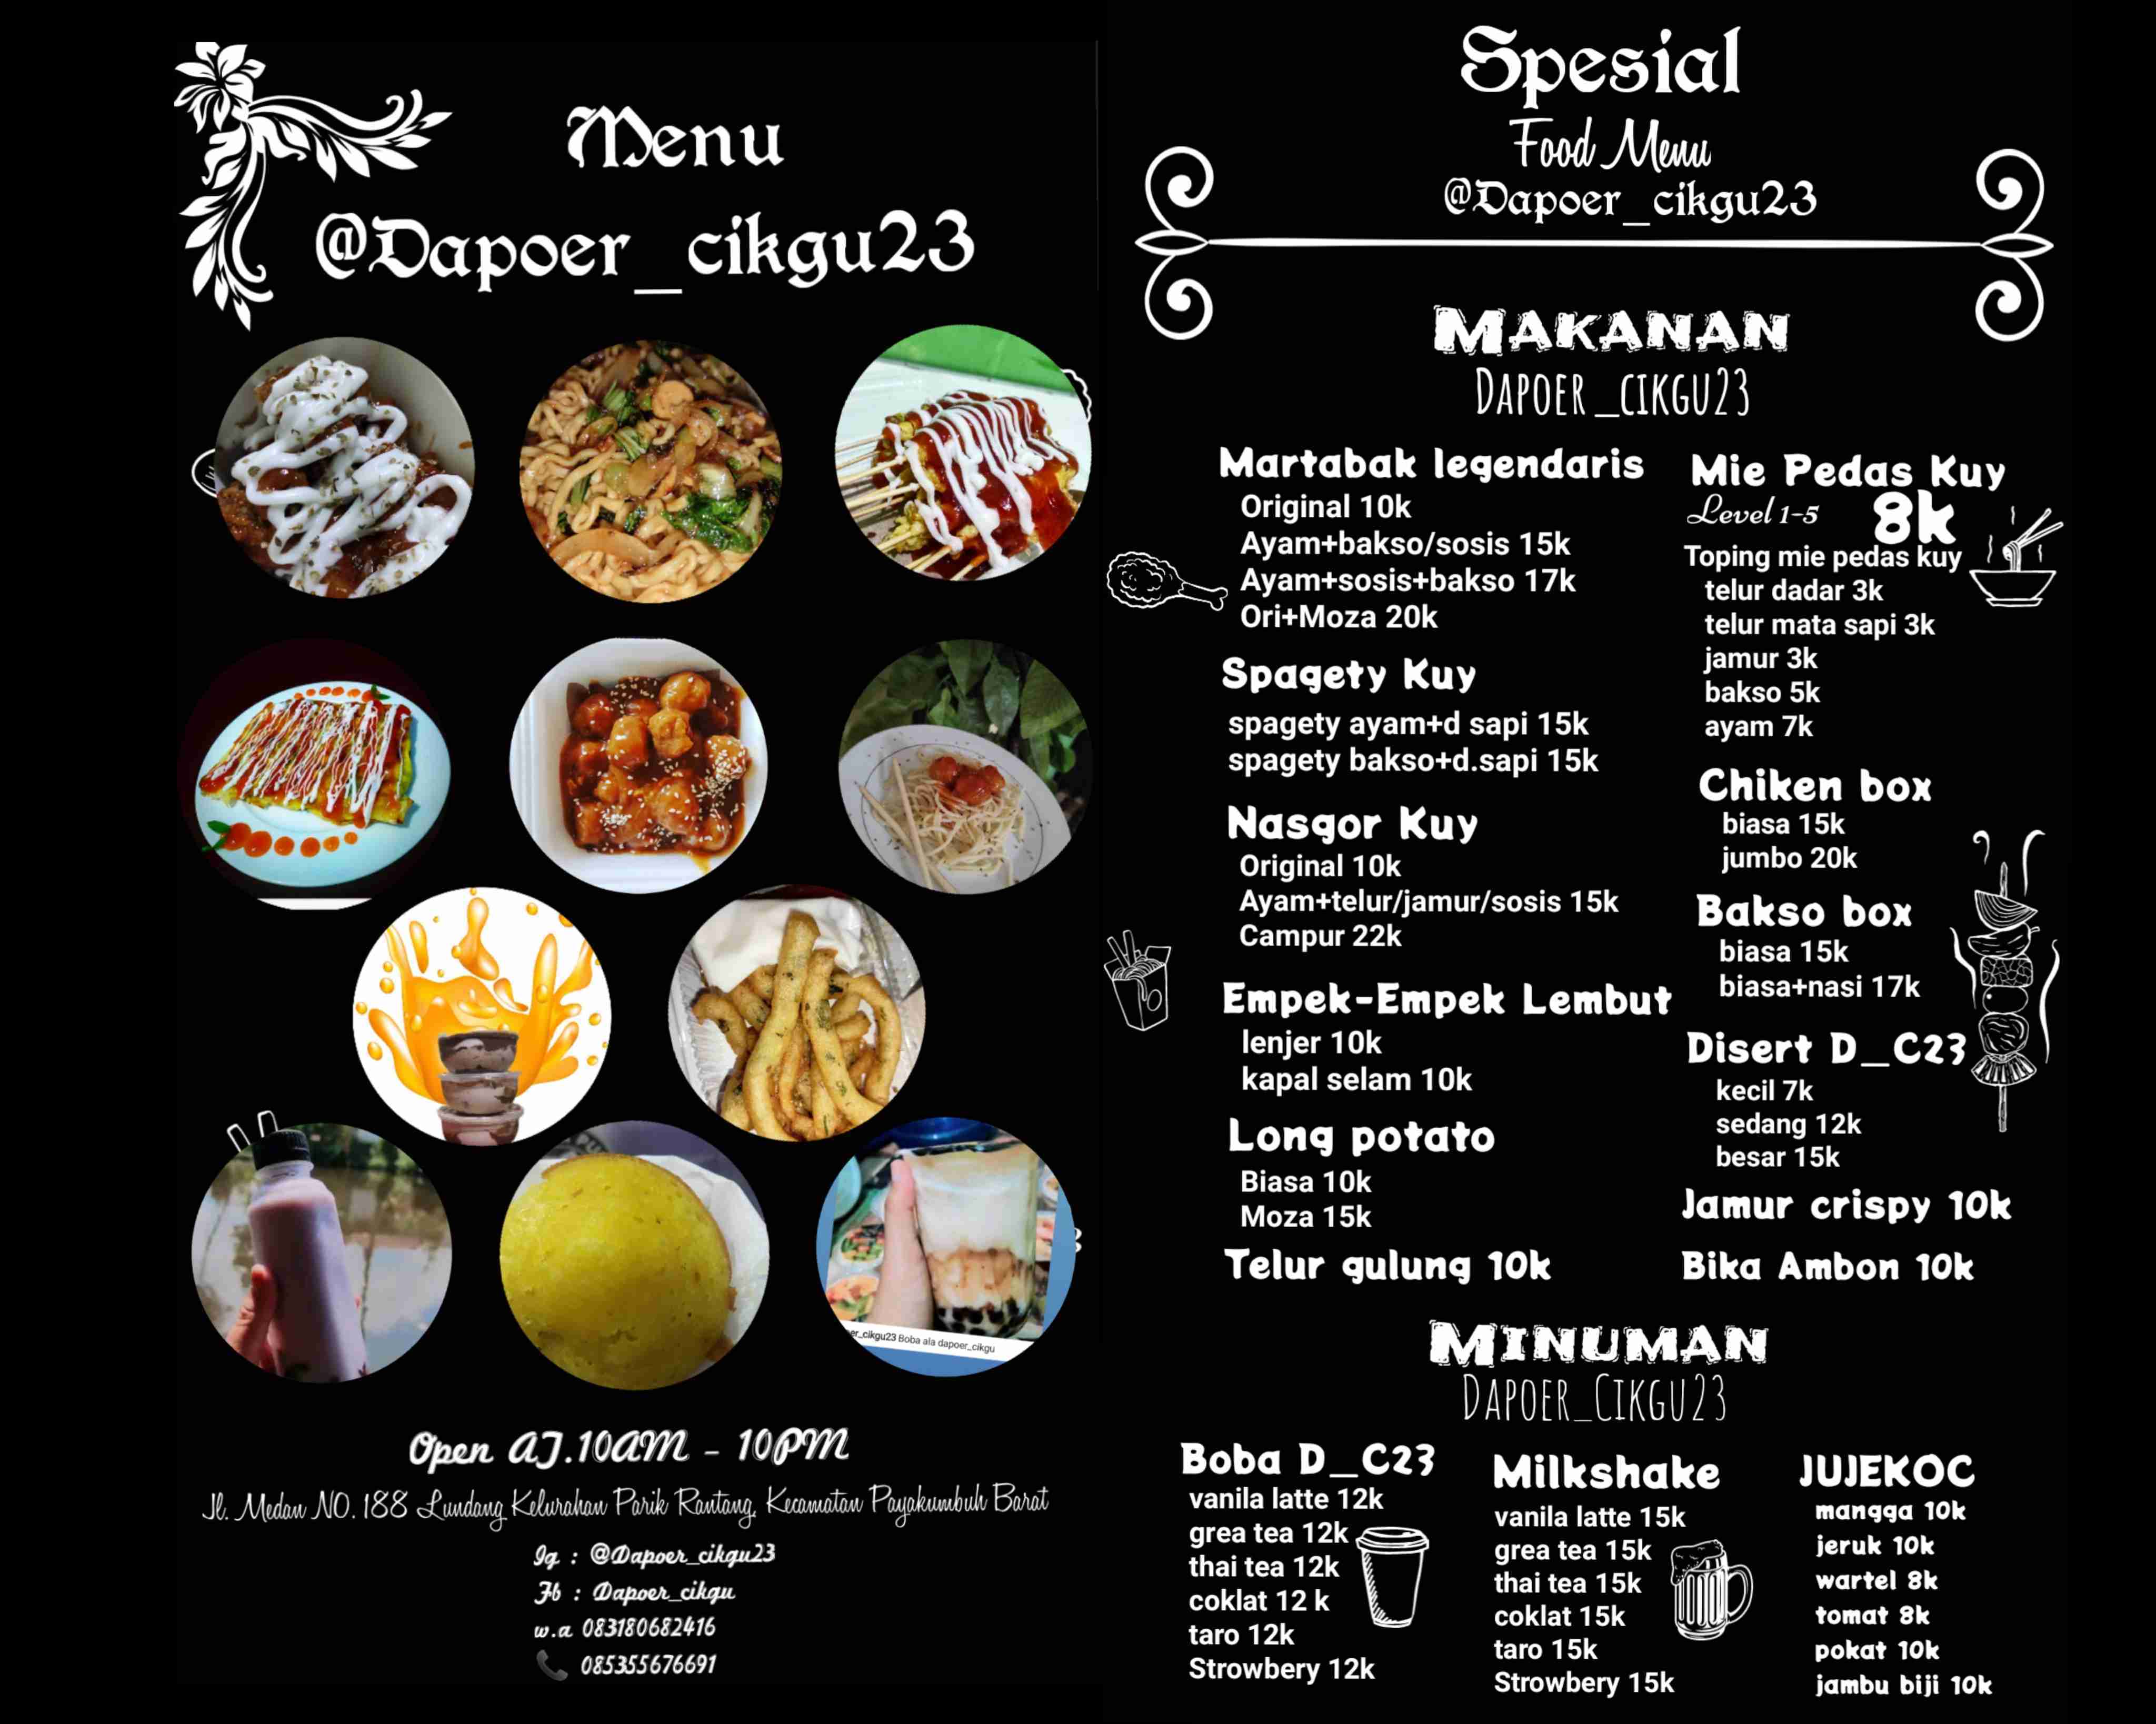 Menu
@Dapoer_cikgu23
er_cikgu23 Boba ala dapoer_cikgu
Open AJ.10AM - 10PM
Jl. Medan NO. 188 Lundang Kelurahan Parik Rantang, Kecamatan Payakumbuh Barat
Ig : @Dapoer_cikgu23
Fb : Dapoer_cikgu
w.a 083180682416
085355676691
Spesial
Food Menu
@Dapoer_cikgu23
MAKANAN
DAPOER_CIKGU23
Martabak legendaris
Original 10k
Ayam+bakso/sosis 15k
Ayam+sosis+bakso 17k
Ori+Moza 20k
Spagety Kuy
spagety ayam+d sapi 15k
spagety bakso+d.sapi 15k
Nasgor Kuy
Original 10k
Ayam+telur/jamur/sosis 15k
Campur 22k
Empek-Empek Lembut
lenjer 10k
kapal selam 10k
Long potato
Biasa 10k
Moza 15k
Telur gulung 10k
Mie Pedas Kuy
Level 1-5 8k
Toping mie pedas kuy
telur dadar 3k
telur mata sapi 3k
jamur 3k
bakso 5k
ayam 7k
Chiken box
biasa 15k
jumbo 20k
Bakso box
biasa 15k
biasa+nasi 17k
Disert D_C23
kecil 7k
sedang 12k
besar 15k
Jamur crispy 10k
Bika Ambon 10k
MINUMAN
DAPOER_CIKGU23
Boba D_C23
vanila latte 12k
grea tea 12k
thai tea 12k
coklat 12 k
taro 12k
Strowbery 12k
Milkshake
vanila latte 15k
grea tea 15k
thai tea 15k
coklat 15k
taro 15k
Strowbery 15k
JUJEKOC
mangga 10k
jeruk 10k
wartel 8k
tomat 8k
pokat 10k
jambu biji 10k